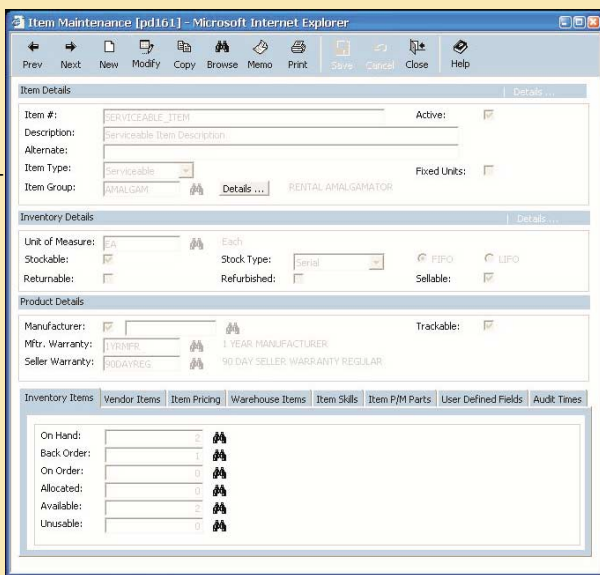 Item Maintenance [pd161] - Microsoft Internet Explorer
Prev Next New Modify Copy Browse Memo Print Save Cancel Close Help
Item Details | Details ...
Item #: SERVICEABLE_ITEM Active:
Description: Serviceable Item Description
Alternate:
Item Type: Serviceable Fixed Units:
Item Group: AMALGAM Details ... RENTAL AMALGAMATOR
Inventory Details | Details ...
Unit of Measure: EA Each
Stockable: Stock Type: Serial FIFO LIFO
Returnable: Refurbished: Sellable:
Product Details
Manufacturer: Trackable:
Mftr. Warranty: 1YRMFR 1 YEAR MANUFACTURER
Seller Warranty: 90DAYREG 90 DAY SELLER WARRANTY REGULAR
Inventory Items Vendor Items Item Pricing Warehouse Items Item Skills Item P/M Parts User Defined Fields Audit Times
On Hand: 2
Back Order: 1
On Order: 0
Allocated: 0
Available: 2
Unusable: 0